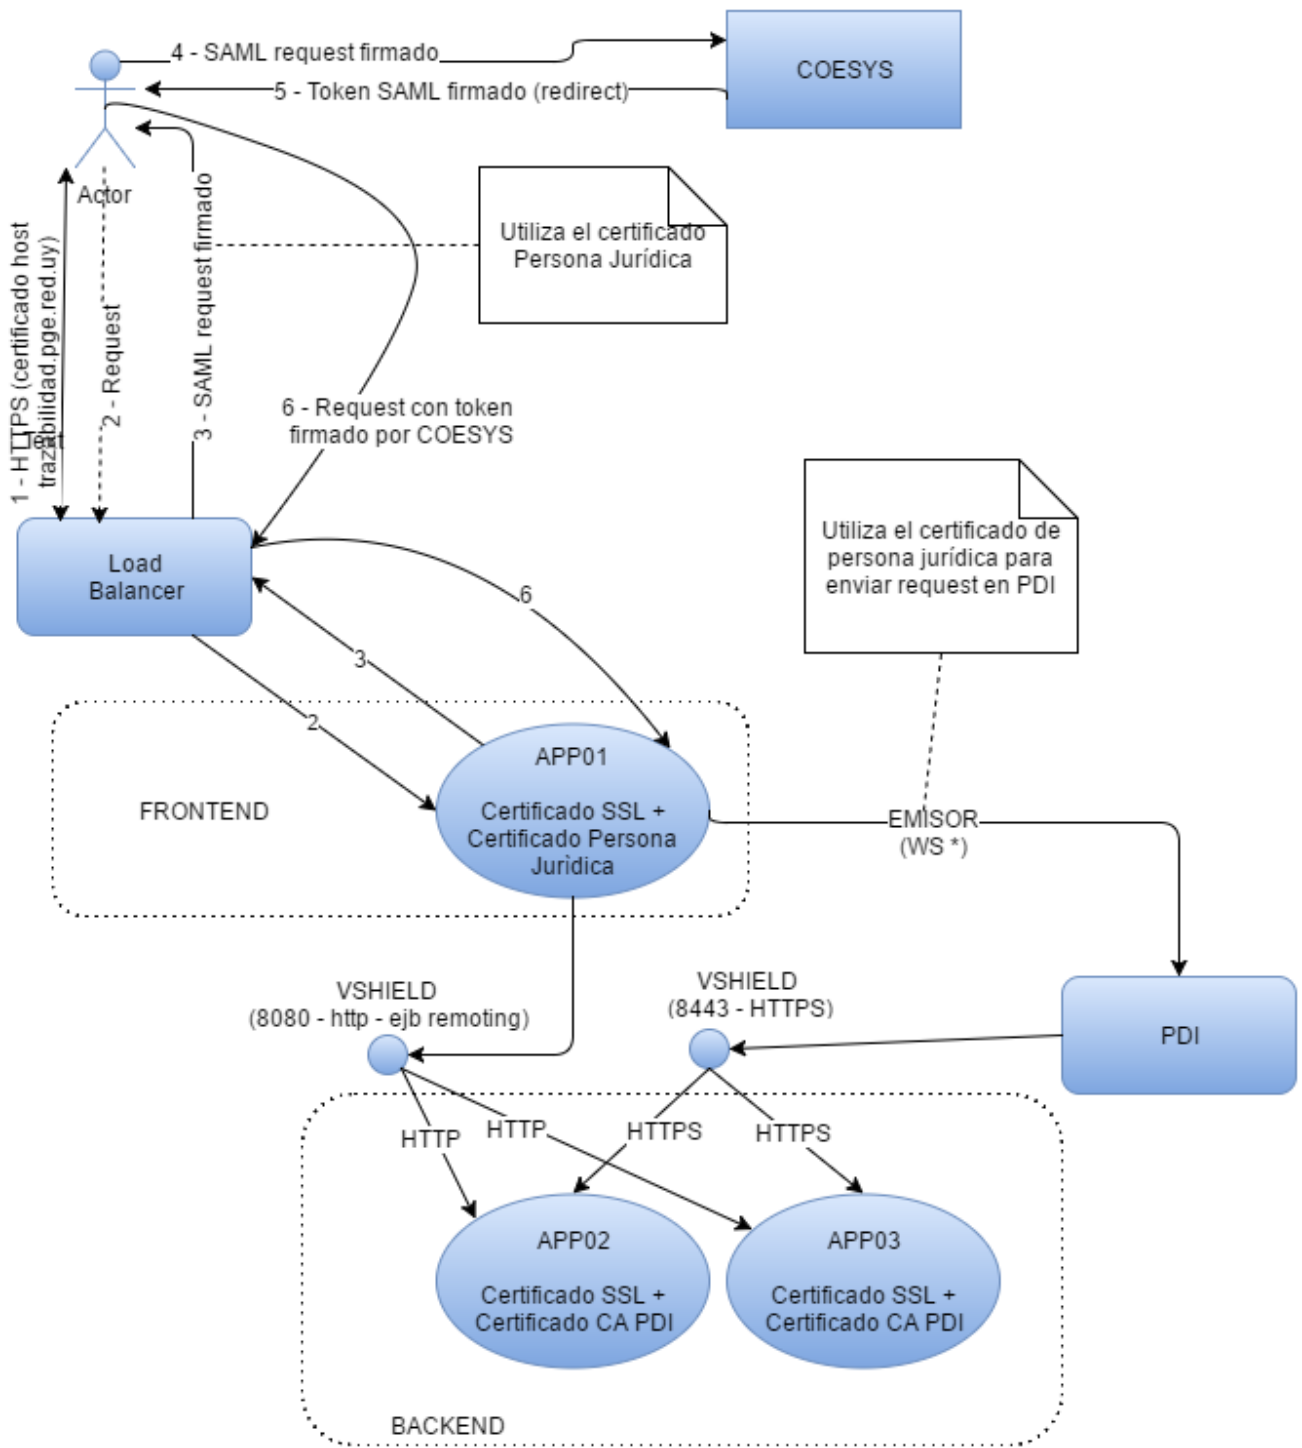 4 - SAML request firmado
COESYS
5 - Token SAML firmado (redirect)
Actor
Utiliza el certificado
Persona Jurídica
1 - HTTPS (certificado host
trazabilidad.pge.red.uy)
Text
2 - Request
3 - SAML request firmado
6 - Request con token
firmado por COESYS
Utiliza el certificado de
persona jurídica para
enviar request en PDI
Load
Balancer
6
3
2
FRONTEND
APP01
Certificado SSL +
Certificado Persona
Jurìdica
EMISOR
(WS *)
VSHIELD
(8080 - http - ejb remoting)
VSHIELD
(8443 - HTTPS)
PDI
HTTP
HTTP
HTTPS
HTTPS
APP02
Certificado SSL +
Certificado CA PDI
APP03
Certificado SSL +
Certificado CA PDI
BACKEND